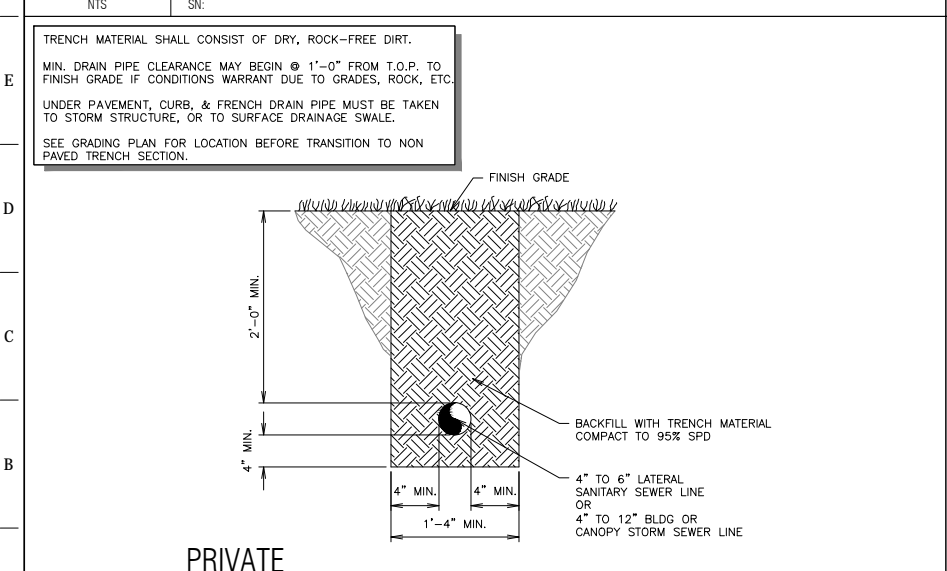 NTS
SN:
TRENCH MATERIAL SHALL CONSIST OF DRY, ROCK-FREE DIRT.
MIN. DRAIN PIPE CLEARANCE MAY BEGIN @ 1'-0" FROM T.O.P. TO
FINISH GRADE IF CONDITIONS WARRANT DUE TO GRADES, ROCK, ETC.
UNDER PAVEMENT, CURB, & FRENCH DRAIN PIPE MUST BE TAKEN
TO STORM STRUCTURE, OR TO SURFACE DRAINAGE SWALE.
SEE GRADING PLAN FOR LOCATION BEFORE TRANSITION TO NON
PAVED TRENCH SECTION.
E
D
C
B
FINISH GRADE
2'-0" MIN.
4" MIN.
BACKFILL WITH TRENCH MATERIAL
COMPACT TO 95% SPD
4" TO 6" LATERAL
SANITARY SEWER LINE
OR
4" TO 12" BLDG OR
CANOPY STORM SEWER LINE
4" MIN.
4" MIN.
1'-4" MIN.
PRIVATE